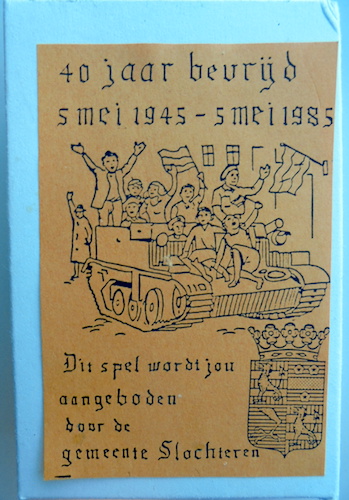 40 jaar bevrijd
5 mei 1945 - 5 mei 1985
Dit spel wordt jou
aangeboden
door de
gemeente Slochteren